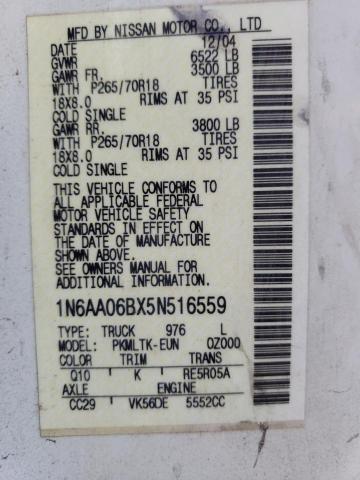 MFD BY NISSAN MOTOR CO., LTD
DATE 12/04
GVWR 6522 LB
GAWR FR. 3500 LB
WITH P265/70R18 TIRES
18X8.0 RIMS AT 35 PSI
COLD SINGLE
GAWR RR. 3800 LB
WITH P265/70R18 TIRES
18X8.0 RIMS AT 35 PSI
COLD SINGLE
THIS VEHICLE CONFORMS TO
ALL APPLICABLE FEDERAL
MOTOR VEHICLE SAFETY
STANDARDS IN EFFECT ON
THE DATE OF MANUFACTURE
SHOWN ABOVE.
SEE OWNERS MANUAL FOR
ADDITIONAL INFORMATION.
1N6AA06BX5N516559
TYPE: TRUCK 976 L
MODEL: PKMLTK-EUN 0Z000
COLOR TRIM TRANS
Q10 K RE5R05A
AXLE ENGINE
CC29 VK56DE 5552CC